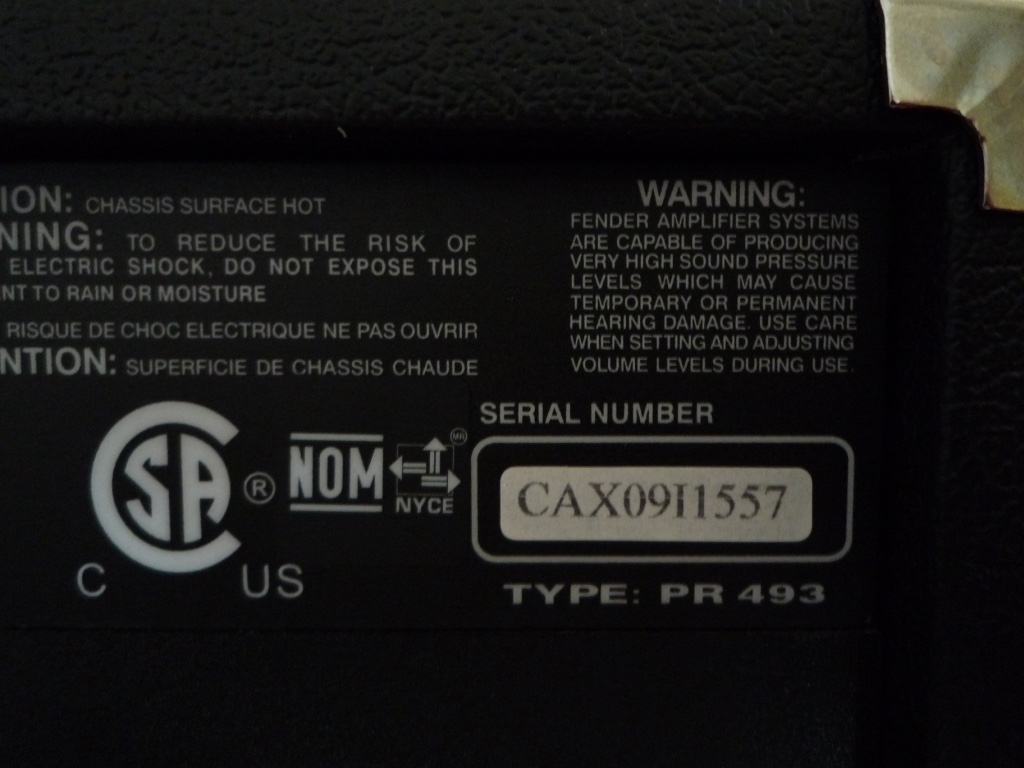 ION: CHASSIS SURFACE HOT
NING: TO REDUCE THE RISK OF
ELECTRIC SHOCK, DO NOT EXPOSE THIS
NT TO RAIN OR MOISTURE
RISQUE DE CHOC ELECTRIQUE NE PAS OUVRIR
NTION: SUPERFICIE DE CHASSIS CHAUDE
WARNING:
FENDER AMPLIFIER SYSTEMS
ARE CAPABLE OF PRODUCING
VERY HIGH SOUND PRESSURE
LEVELS WHICH MAY CAUSE
TEMPORARY OR PERMANENT
HEARING DAMAGE. USE CARE
WHEN SETTING AND ADJUSTING
VOLUME LEVELS DURING USE.
SA ®
C US
NOM
MR
NYCE
SERIAL NUMBER
CAX09I1557
TYPE: PR 493